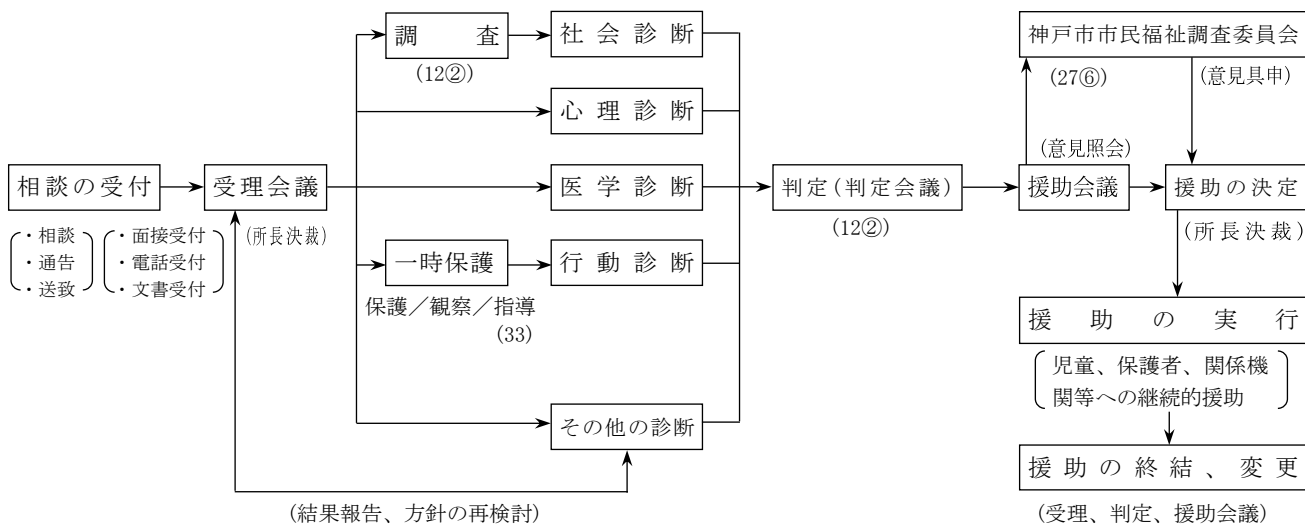 調査
(12②)
社会診断
心理診断
医学診断
一時保護
保護／観察／指導
(33)
行動診断
その他の診断
相談の受付
・相談
・通告
・送致
受理会議
・面接受付
・電話受付
・文書受付
(所長決裁)
(結果報告、方針の再検討)
判定(判定会議)
(12②)
神戸市市民福祉調査委員会
(27⑥)
(意見具申)
(意見照会)
援助会議
援助の決定
(所長決裁)
援助の実行
児童、保護者、関係機
関等への継続的援助
援助の終結、変更
(受理、判定、援助会議)